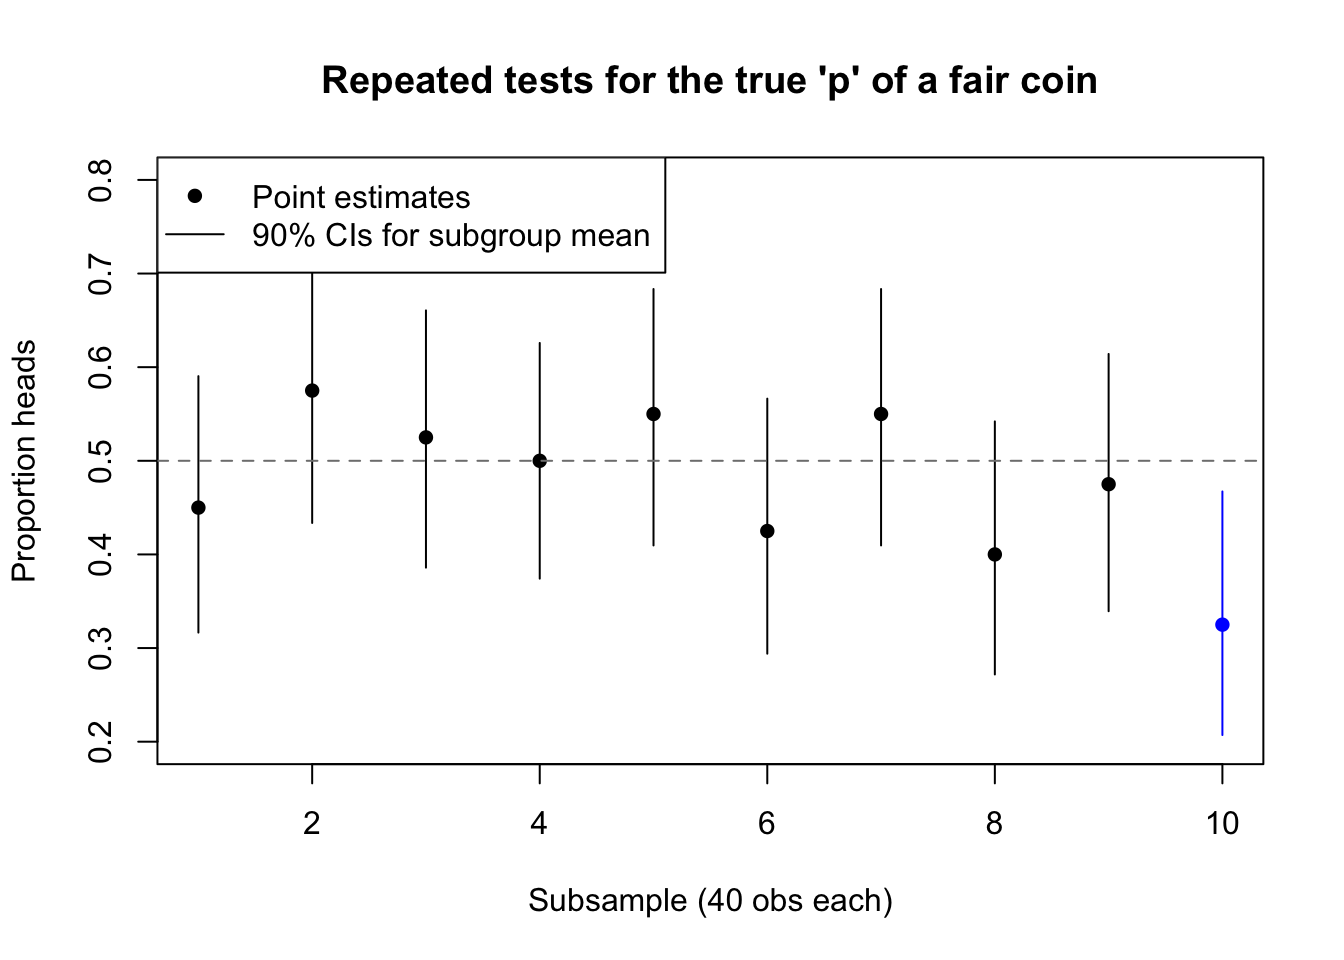 Repeated tests for the true 'p' of a fair coin
Point estimates
90% CIs for subgroup mean
Proportion heads
0.8
0.7
0.6
0.5
0.4
0.3
0.2
2 4 6 8 10
Subsample (40 obs each)